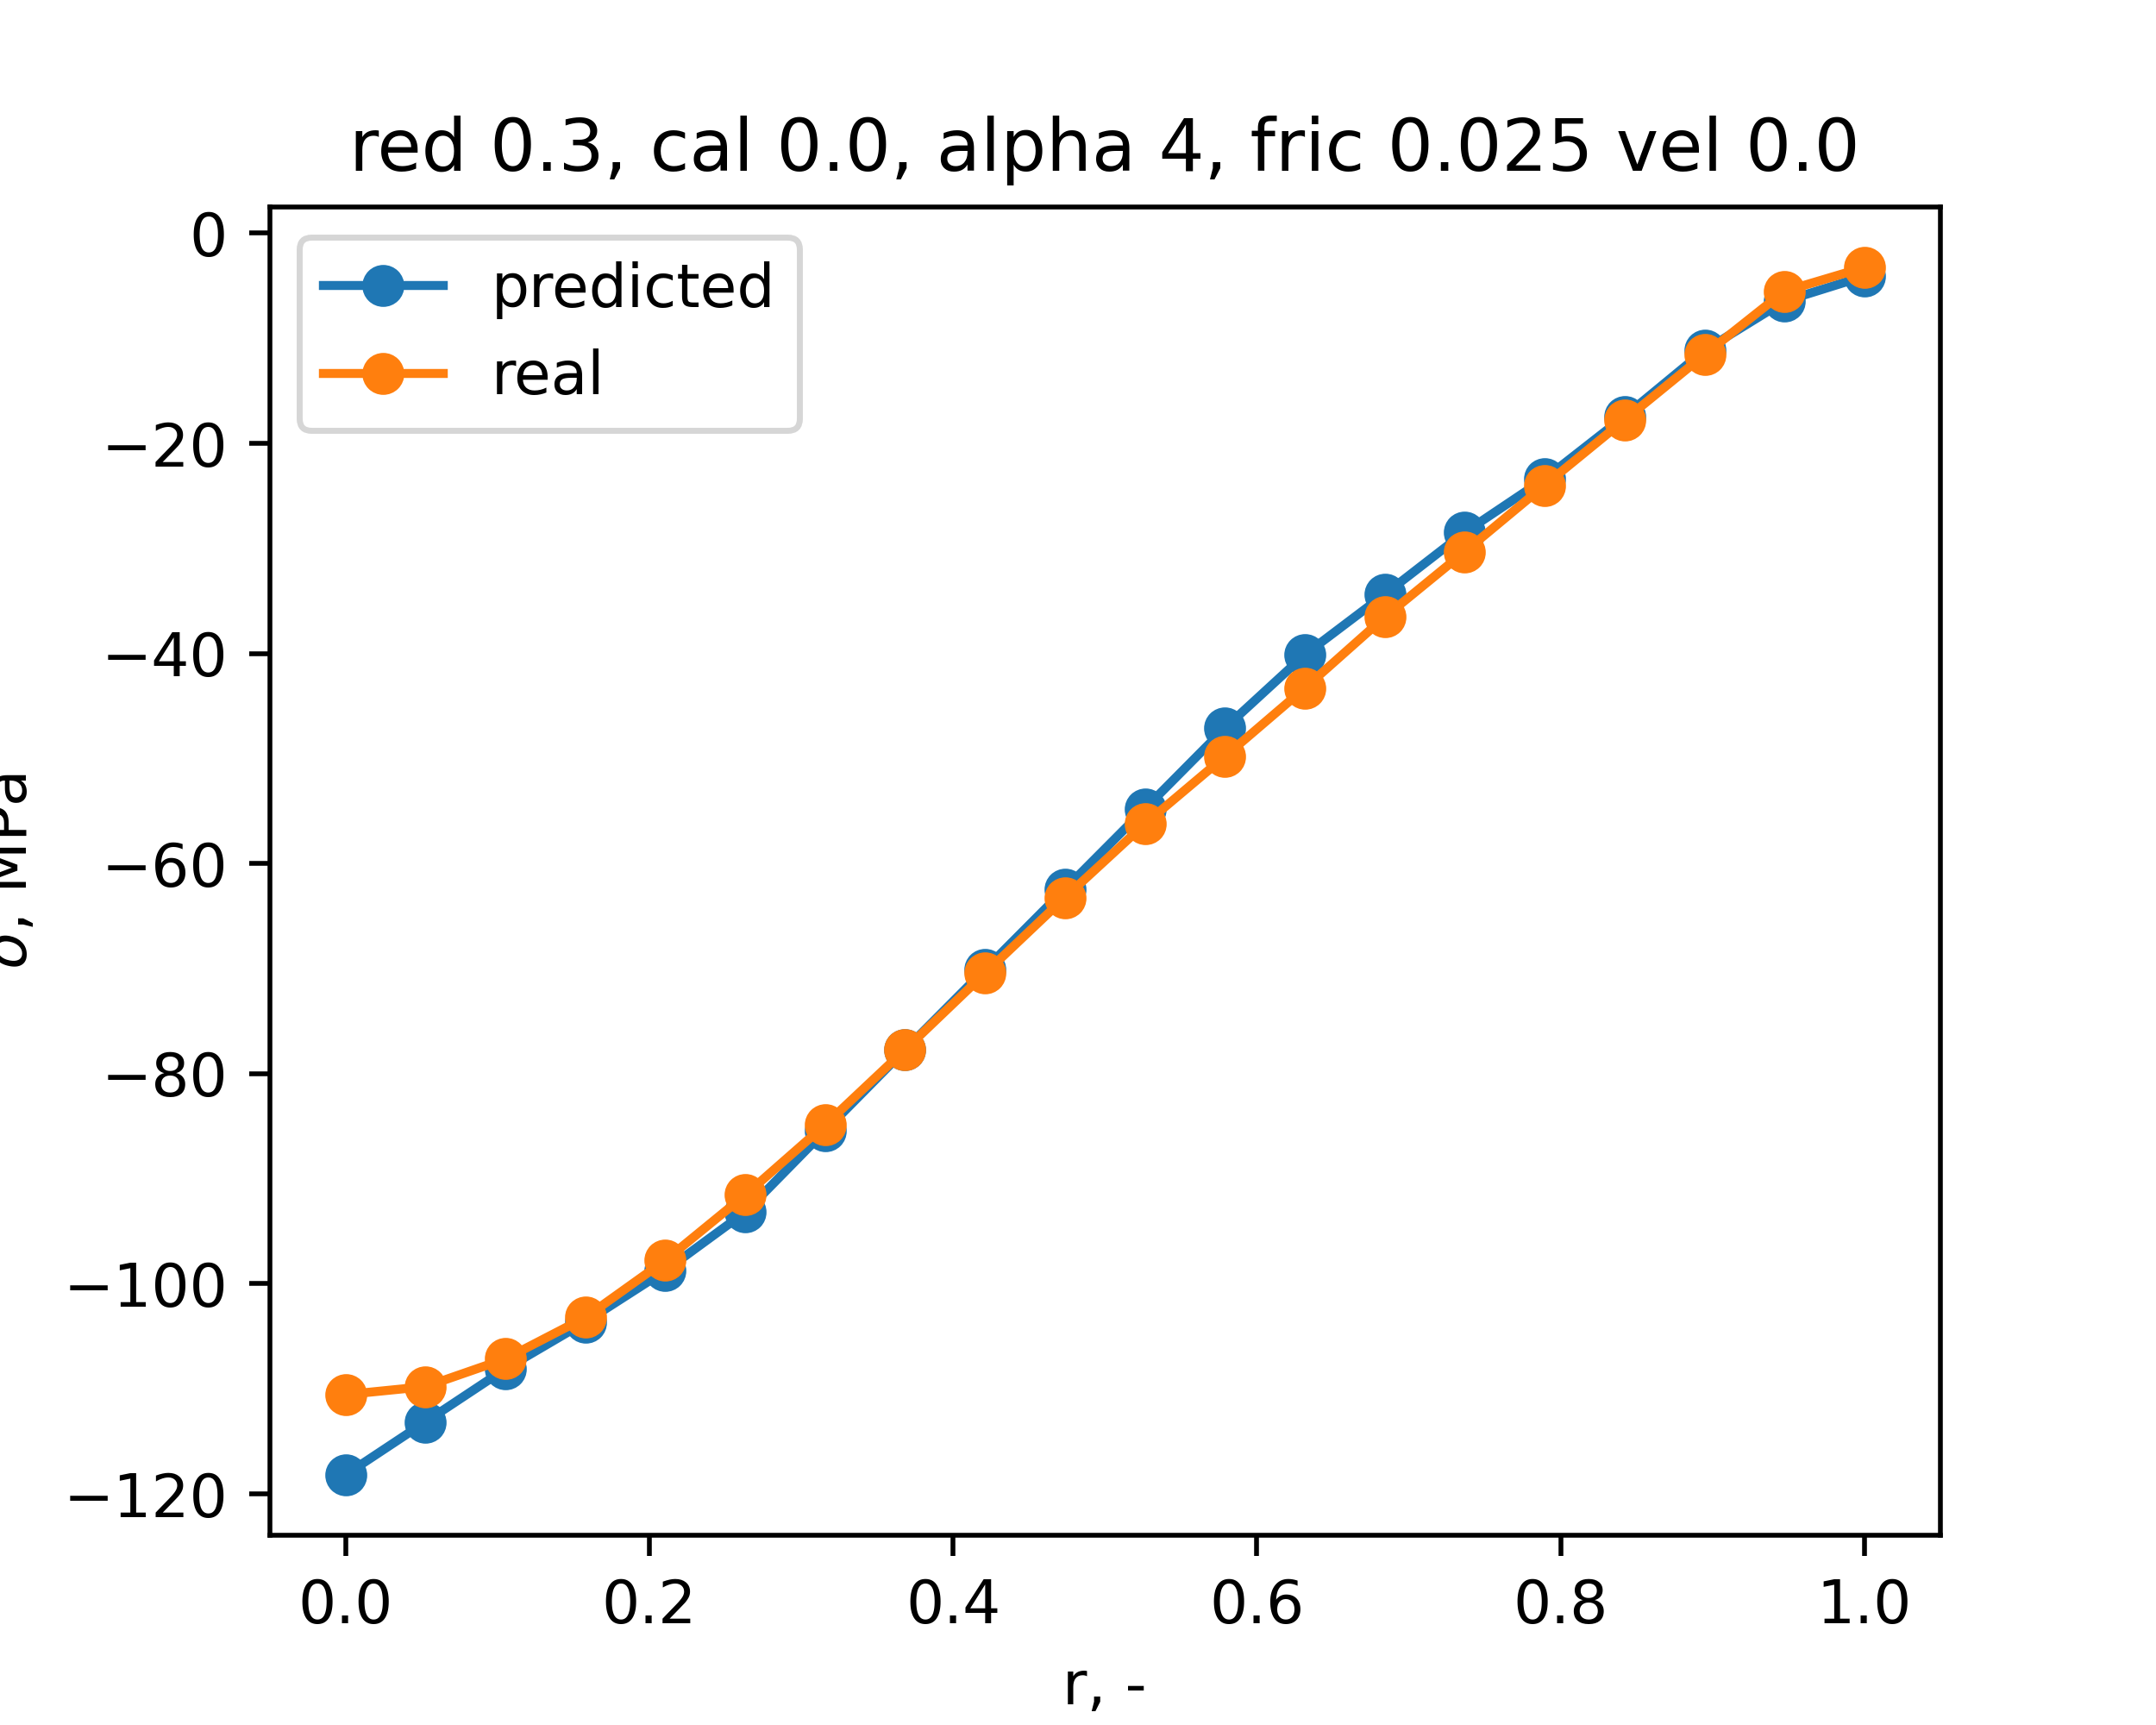 red 0.3, cal 0.0, alpha 4, fric 0.025 vel 0.0
predicted
real
0
−20
−40
−60
−80
−100
−120
σ, MPa
0.0 0.2 0.4 0.6 0.8 1.0
r, -